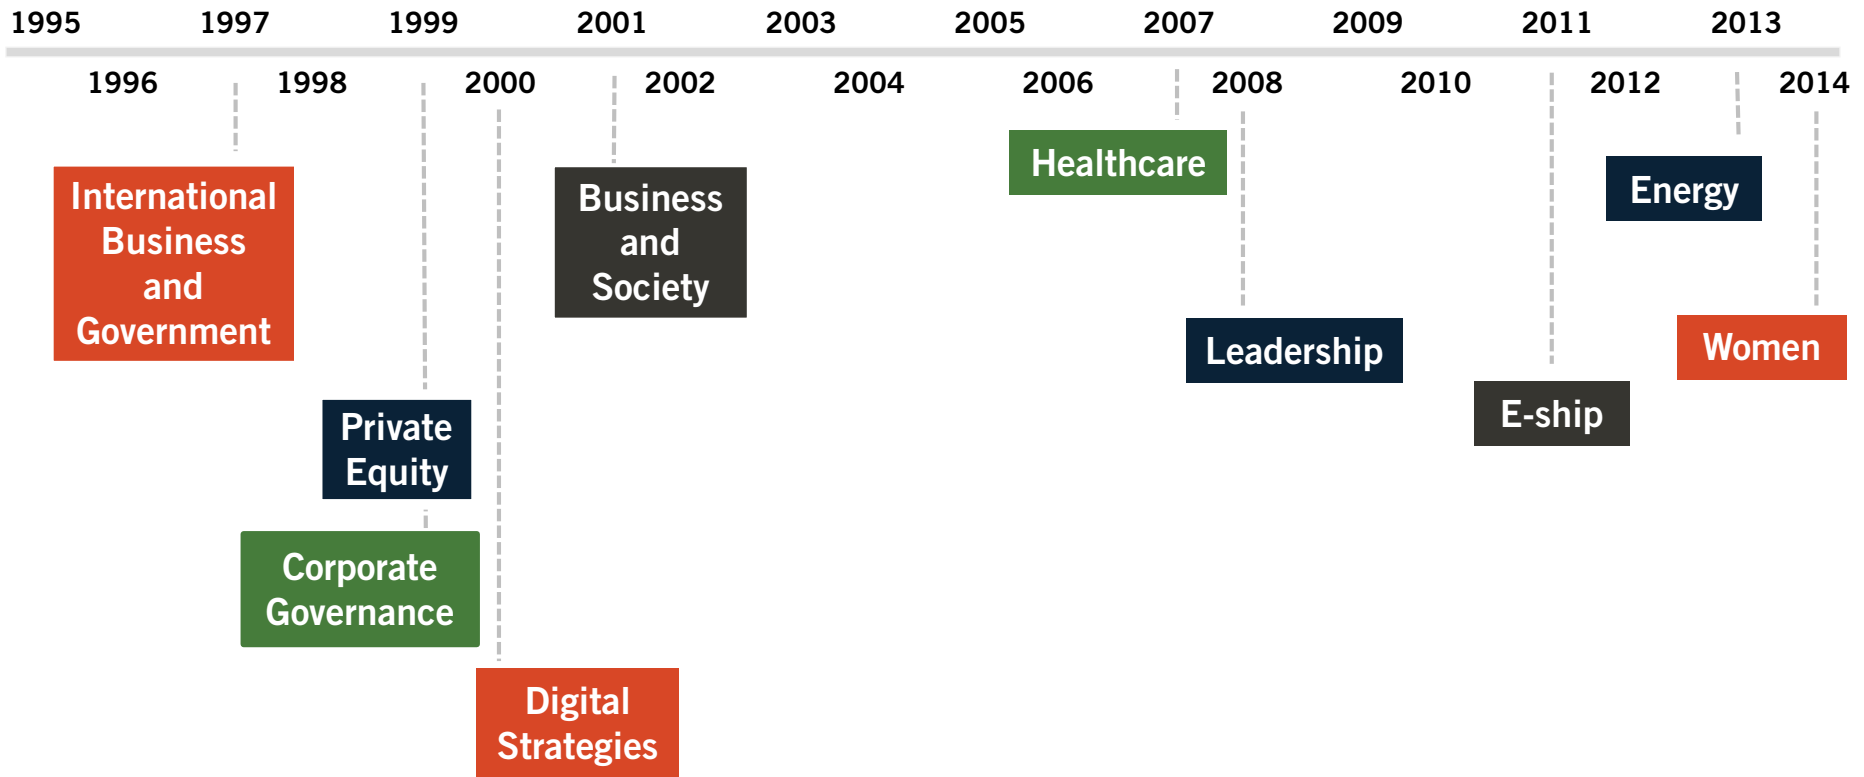 1995 1997 1999 2001 2003 2005 2007 2009 2011 2013
1996 1998 2000 2002 2004 2006 2008 2010 2012 2014
International
Business
and
Government
Private
Equity
Corporate
Governance
Digital
Strategies
Business
and
Society
Healthcare
Leadership
E-ship
Energy
Women